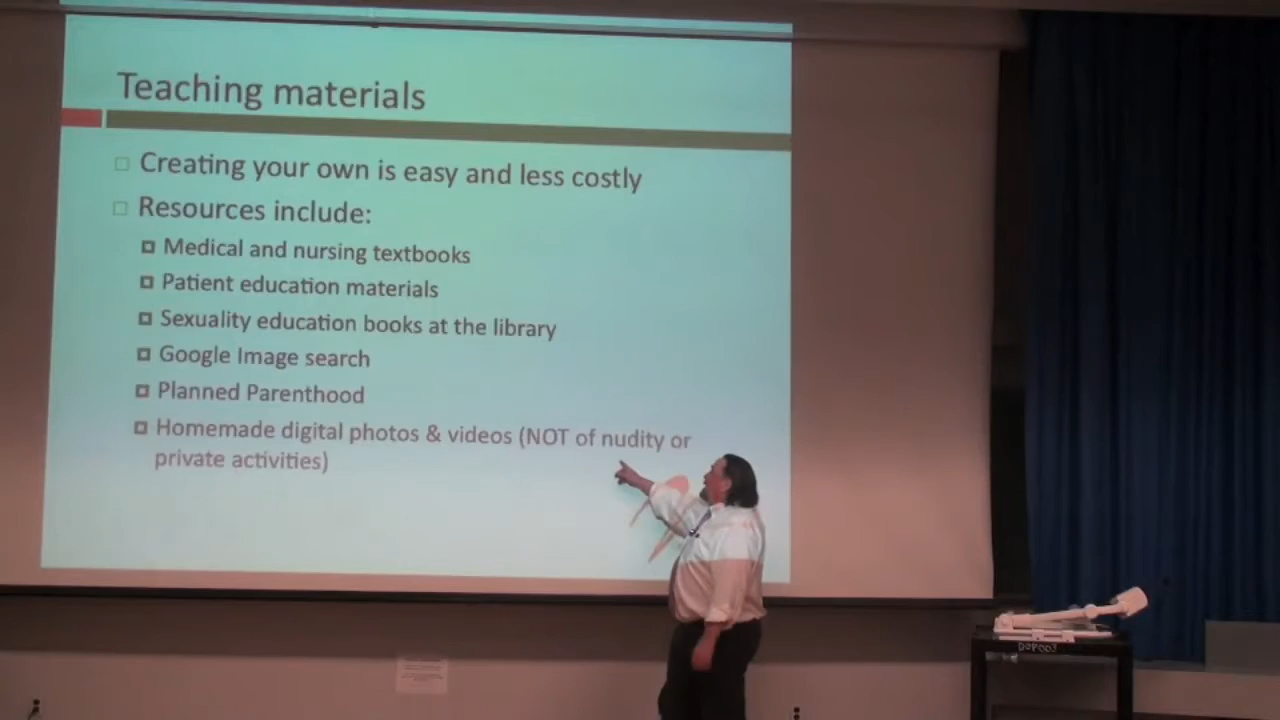 Teaching materials
Creating your own is easy and less costly
Resources include:
Medical and nursing textbooks
Patient education materials
Sexuality education books at the library
Google Image search
Planned Parenthood
Homemade digital photos & videos (NOT of nudity or
private activities)
DOP003